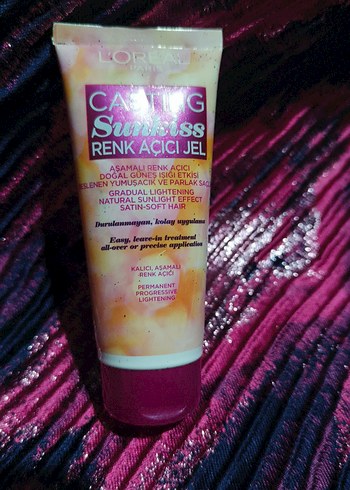 L'ORÉAL
CASTING
Sunkiss
RENK AÇICI JEL
AŞAMALI RENK AÇICI
DOĞAL GÜNEŞ IŞIĞI ETKİSİ
YUMUŞACIK VE PARLAK
GRADUAL LIGHTENING
NATURAL SUNLIGHT EFFECT
SATIN-SOFT HAIR
Durulanmayan, kolay uygulama
Easy, leave-in treatment
all-over or precise application
KALICI, AŞAMALI
RENK AÇICI
PERMANENT
PROGRESSIVE
LIGHTENING